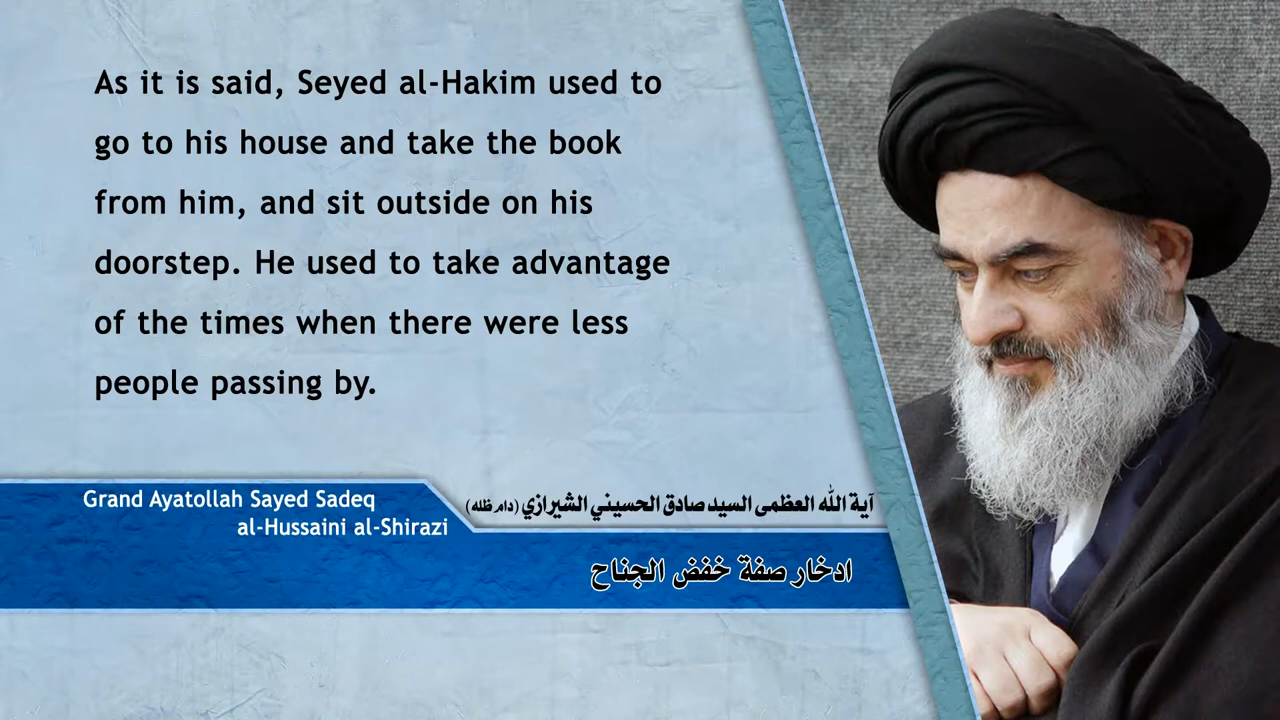 As it is said, Seyed al-Hakim used to
go to his house and take the book
from him, and sit outside on his
doorstep. He used to take advantage
of the times when there were less
people passing by.
Grand Ayatollah Sayed Sadeq
al-Hussaini al-Shirazi
آية الله العظمى السيد صادق الحسيني الشيرازي (دام ظله)
ادخار صفة خفض الجناح